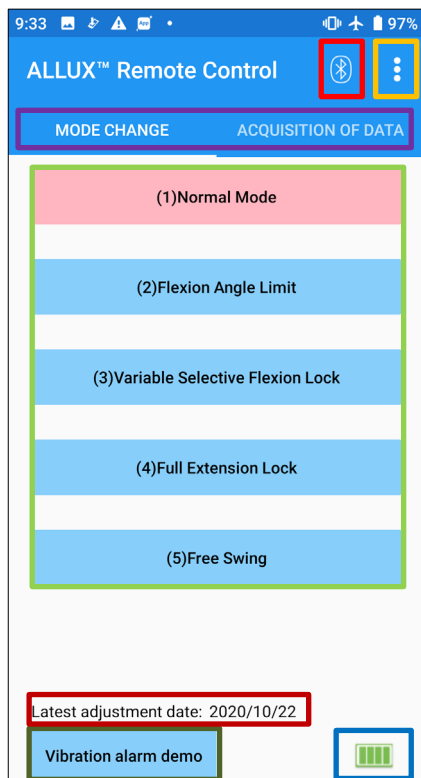 9:33 97%
ALLUX™ Remote Control
MODE CHANGE ACQUISITION OF DATA
(1)Normal Mode
(2)Flexion Angle Limit
(3)Variable Selective Flexion Lock
(4)Full Extension Lock
(5)Free Swing
Latest adjustment date: 2020/10/22
Vibration alarm demo